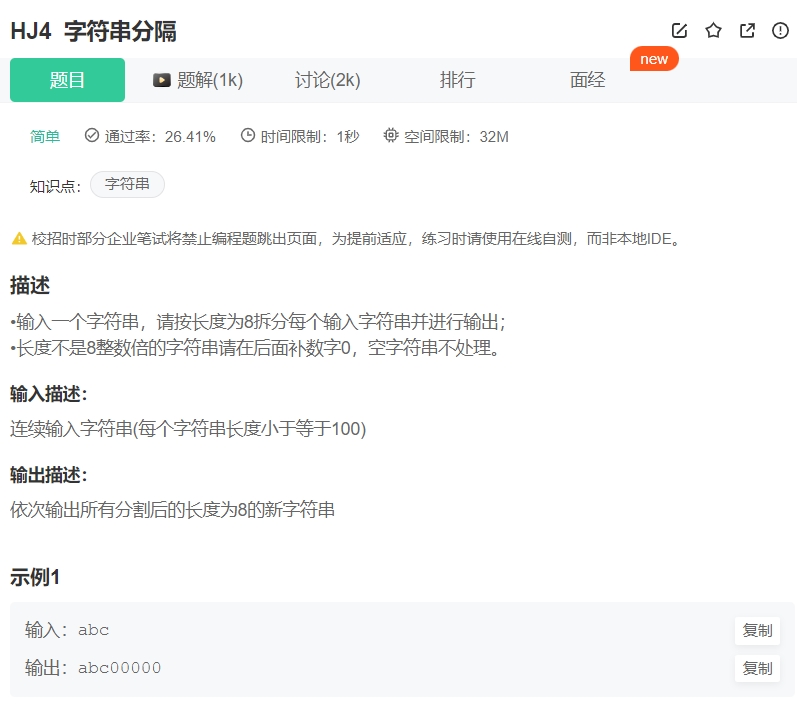 HJ4 字符串分隔
new
题目 题解(1k) 讨论(2k) 排行 面经
简单 通过率：26.41% 时间限制：1秒 空间限制：32M
知识点： 字符串
校招时部分企业笔试将禁止编程题跳出页面，为提前适应，练习时请使用在线自测，而非本地IDE。
描述
•输入一个字符串，请按长度为8拆分每个输入字符串并进行输出；
•长度不是8整数倍的字符串请在后面补数字0，空字符串不处理。
输入描述：
连续输入字符串(每个字符串长度小于等于100)
输出描述：
依次输出所有分割后的长度为8的新字符串
示例1
输入：abc 复制
输出：abc00000 复制